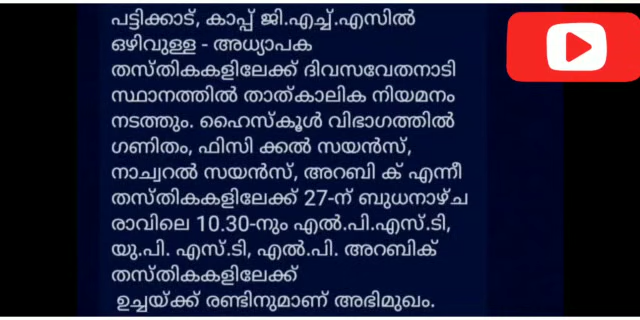 പട്ടിക്കാട്, കാപ്പ് ജി.എച്ച്.എസിൽ
ഒഴിവുള്ള - അധ്യാപക
തസ്തികകളിലേക്ക് ദിവസവേതനാടി
സ്ഥാനത്തിൽ താത്കാലിക നിയമനം
നടത്തും. ഹൈസ്കൂൾ വിഭാഗത്തിൽ
ഗണിതം, ഫിസി ക്കൽ സയൻസ്,
നാച്വറൽ സയൻസ്, അറബി ക് എന്നീ
തസ്തികകളിലേക്ക് 27-ന് ബുധനാഴ്ച
രാവിലെ 10.30-നും എൽ.പി.എസ്.ടി,
യു.പി. എസ്.ടി, എൽ.പി. അറബിക്
തസ്തികകളിലേക്ക്
ഉച്ചയ്ക്ക് രണ്ടിനുമാണ് അഭിമുഖം.